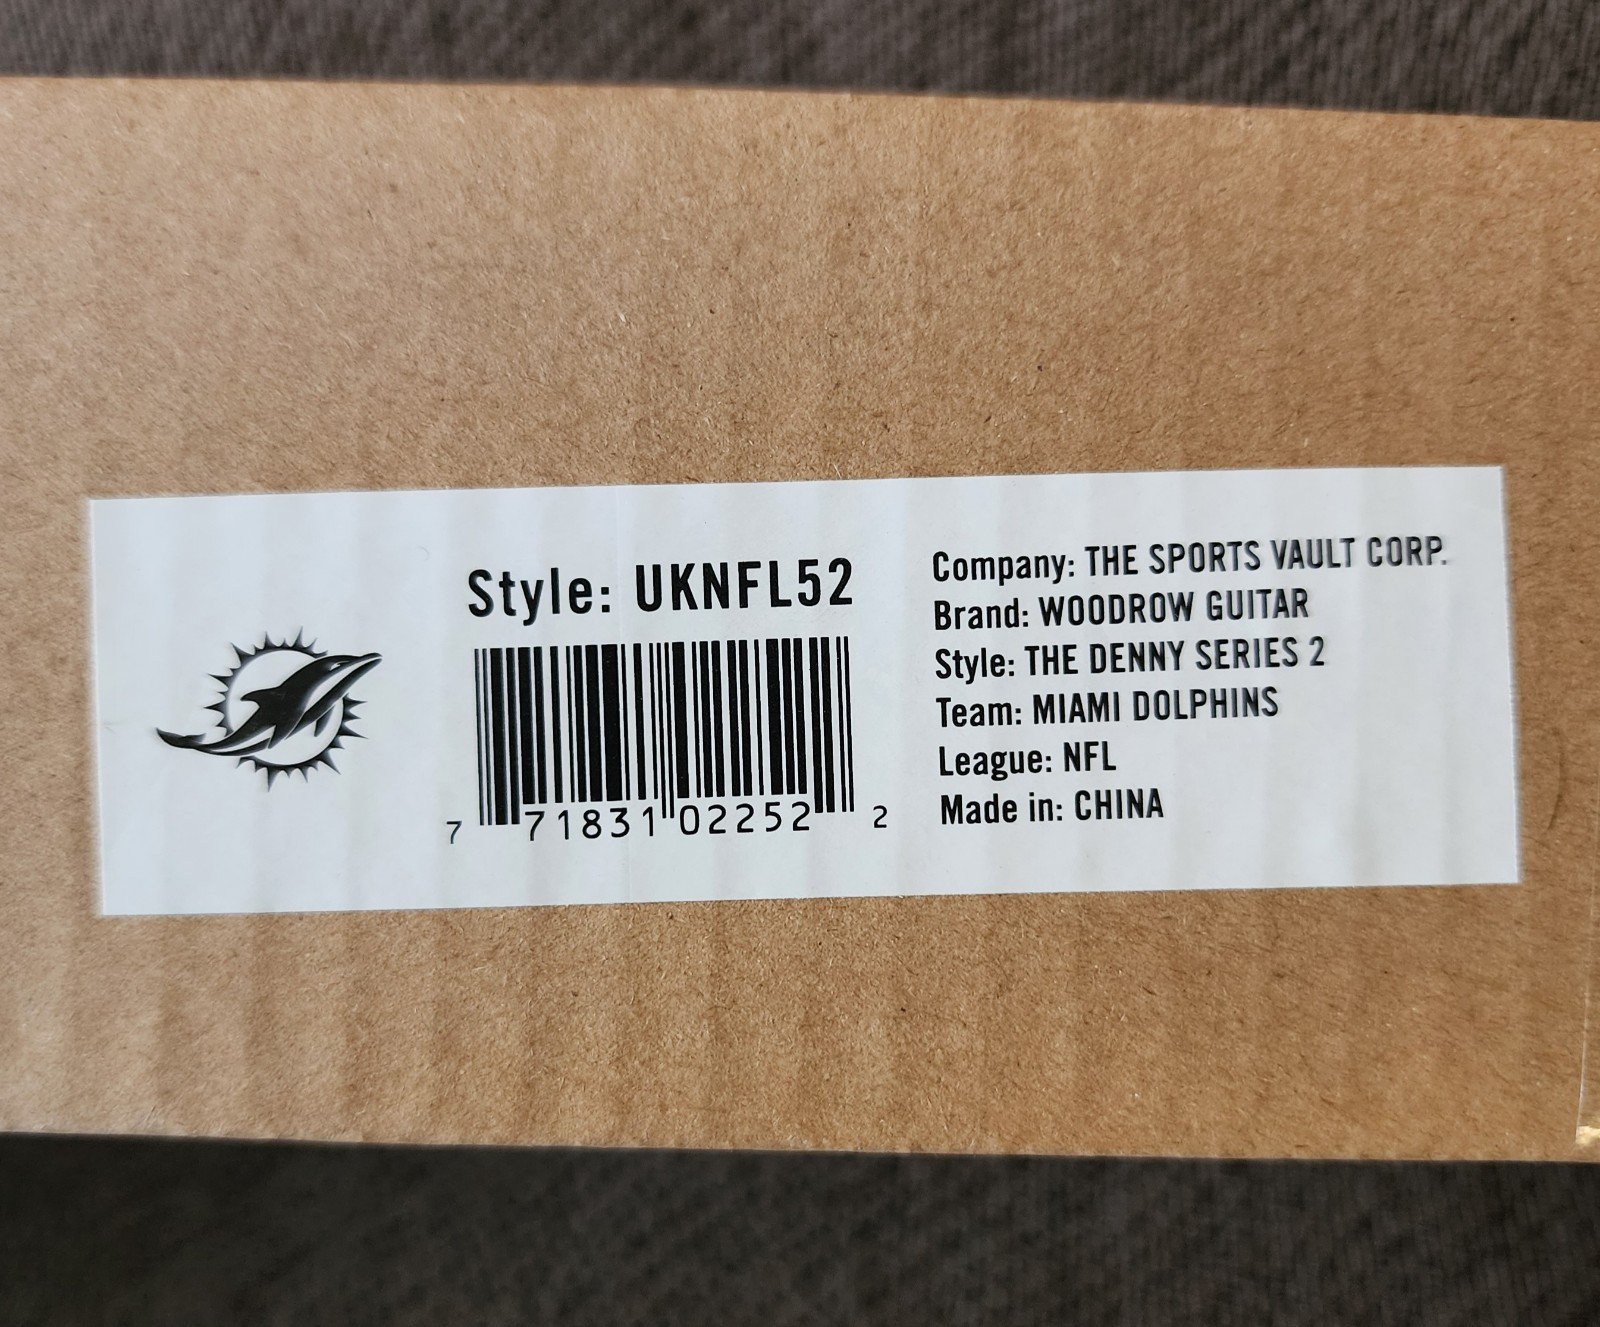 Style: UKNFL52
7 71831 02252 2
Company: THE SPORTS VAULT CORP.
Brand: WOODROW GUITAR
Style: THE DENNY SERIES 2
Team: MIAMI DOLPHINS
League: NFL
Made in: CHINA